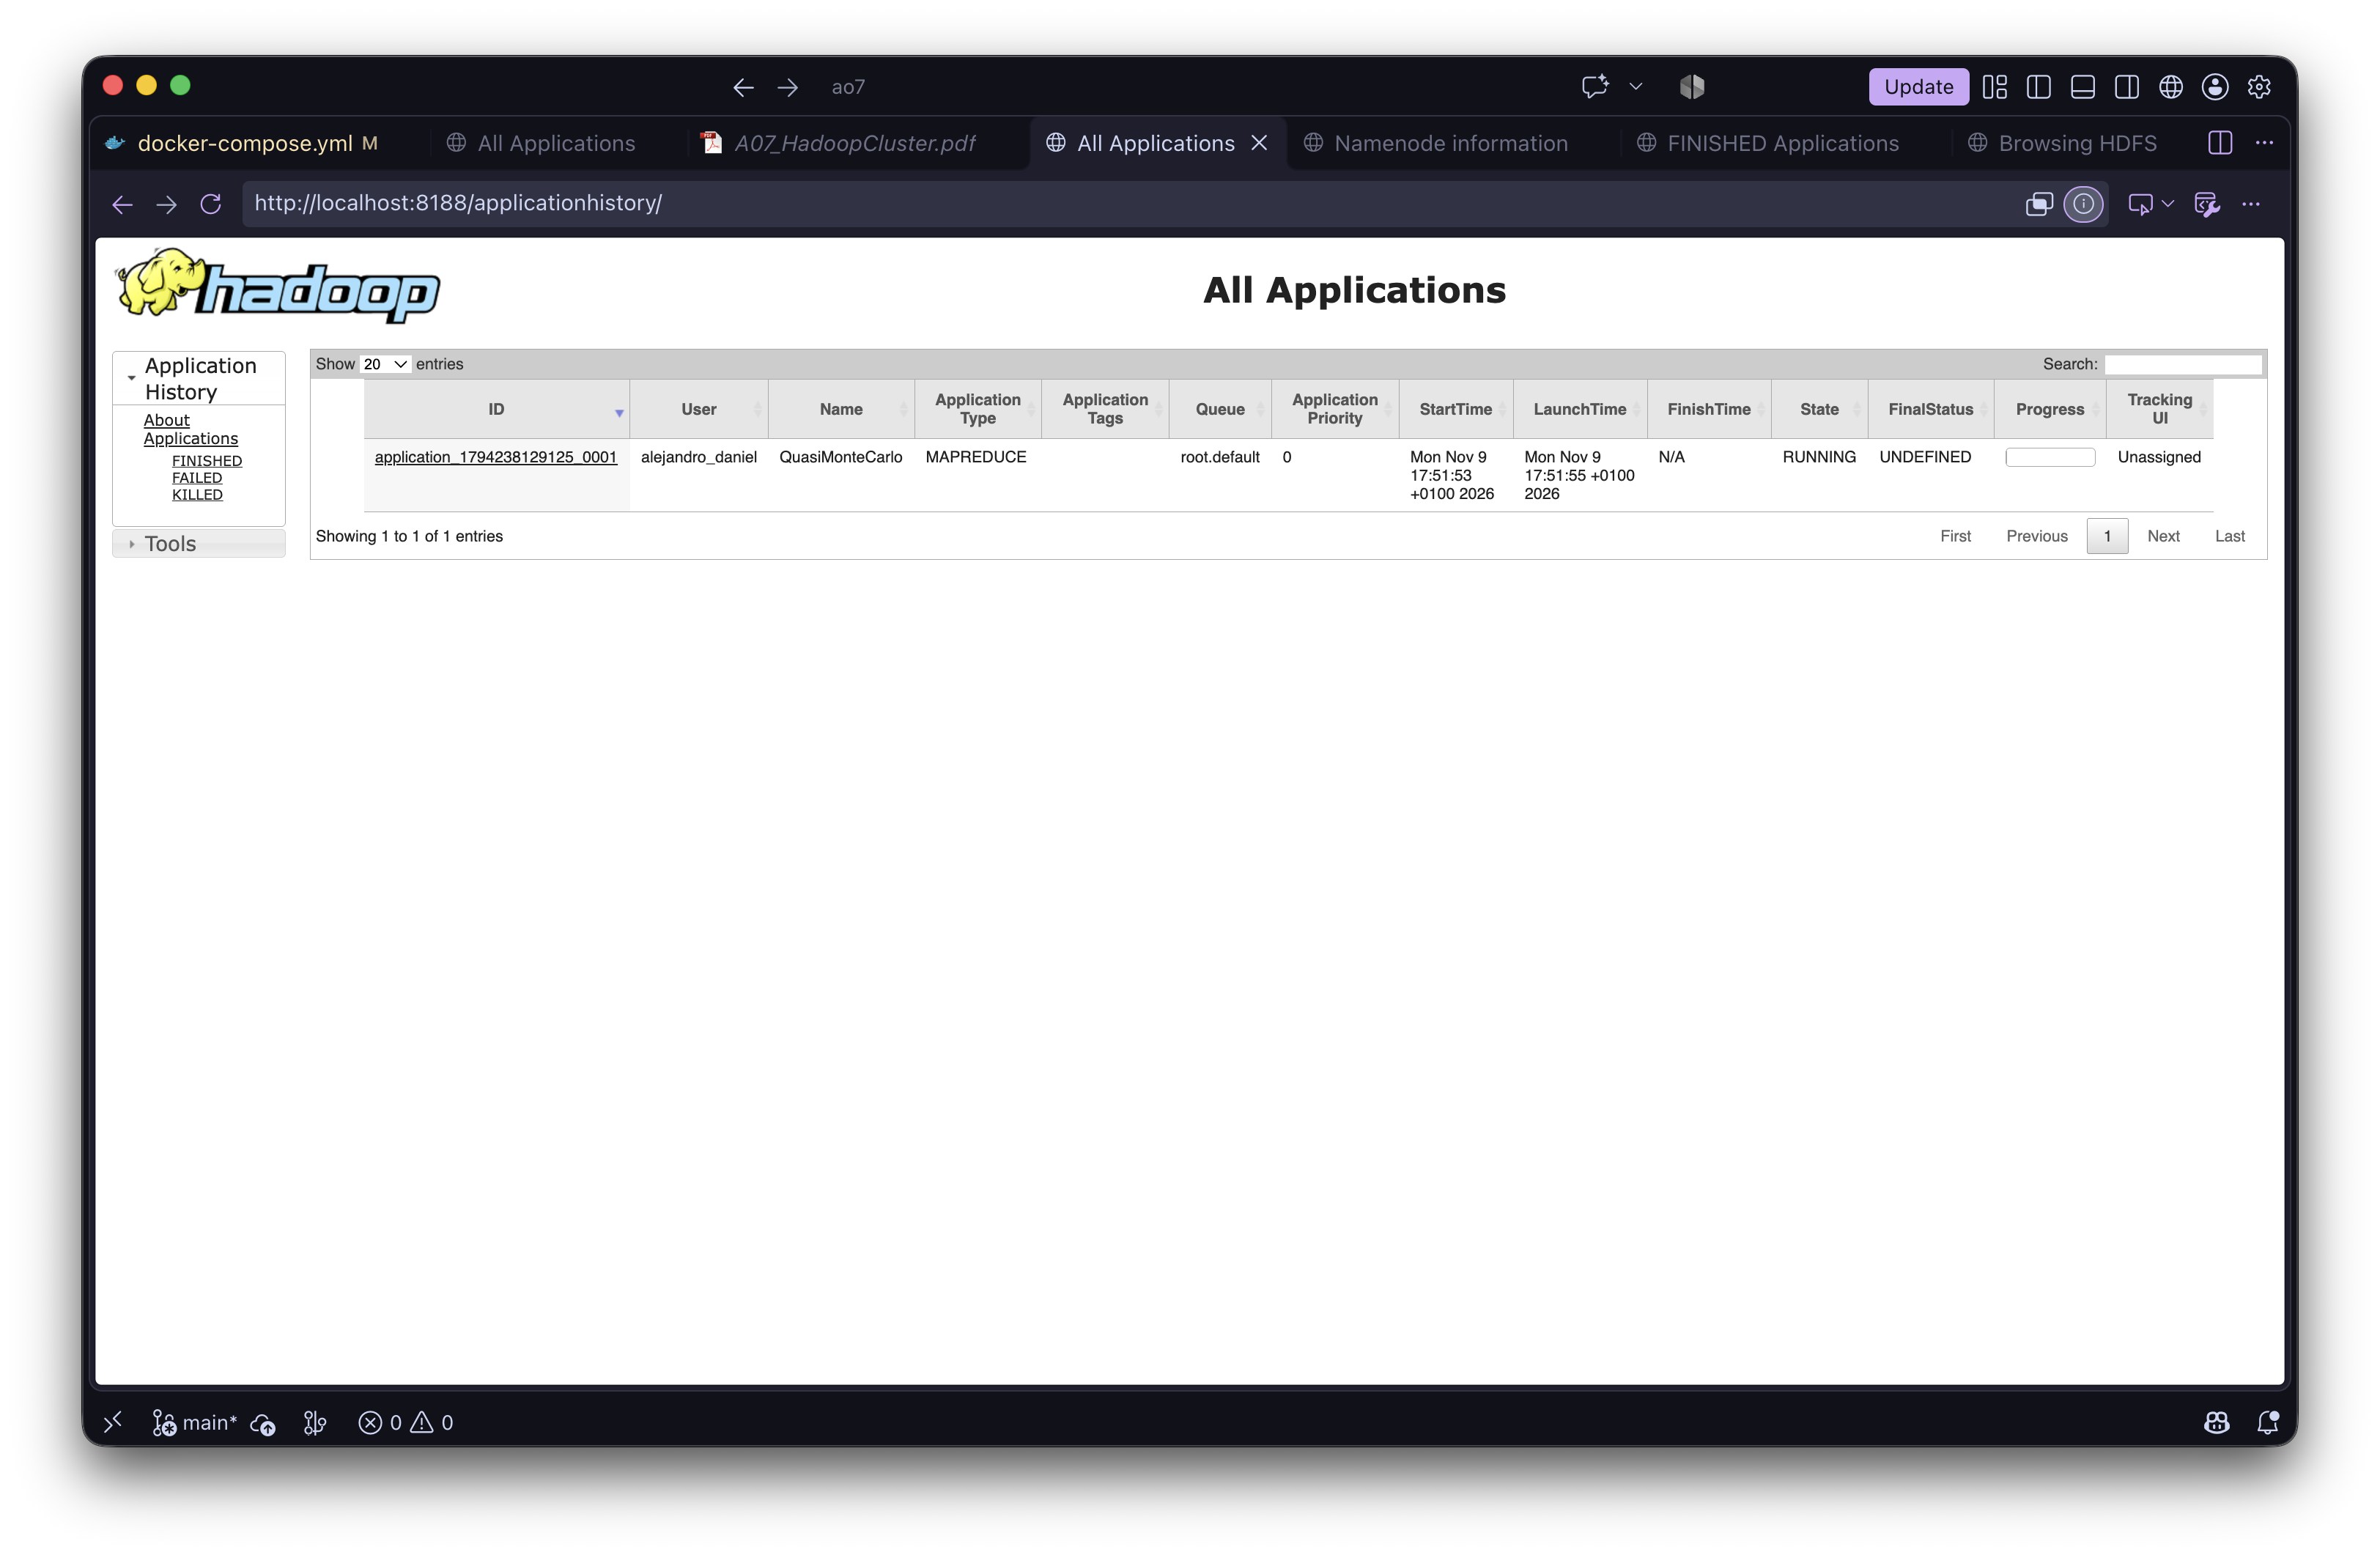 ao7
Update
docker-compose.yml M
All Applications
A07_HadoopCluster.pdf
All Applications
Namenode information
FINISHED Applications
Browsing HDFS
http://localhost:8188/applicationhistory/
hadoop
All Applications
Application
History
About
Applications
FINISHED
FAILED
KILLED
Tools
Show 20 entries
Search:
ID User Name Application Type Application Tags Queue Application Priority StartTime LaunchTime FinishTime State FinalStatus Progress Tracking UI
application_1794238129125_0001 alejandro_daniel QuasiMonteCarlo MAPREDUCE root.default 0 Mon Nov 9 17:51:53 +0100 2026 Mon Nov 9 17:51:55 +0100 2026 N/A RUNNING UNDEFINED Unassigned
Showing 1 to 1 of 1 entries
First Previous 1 Next Last
main* 0 0